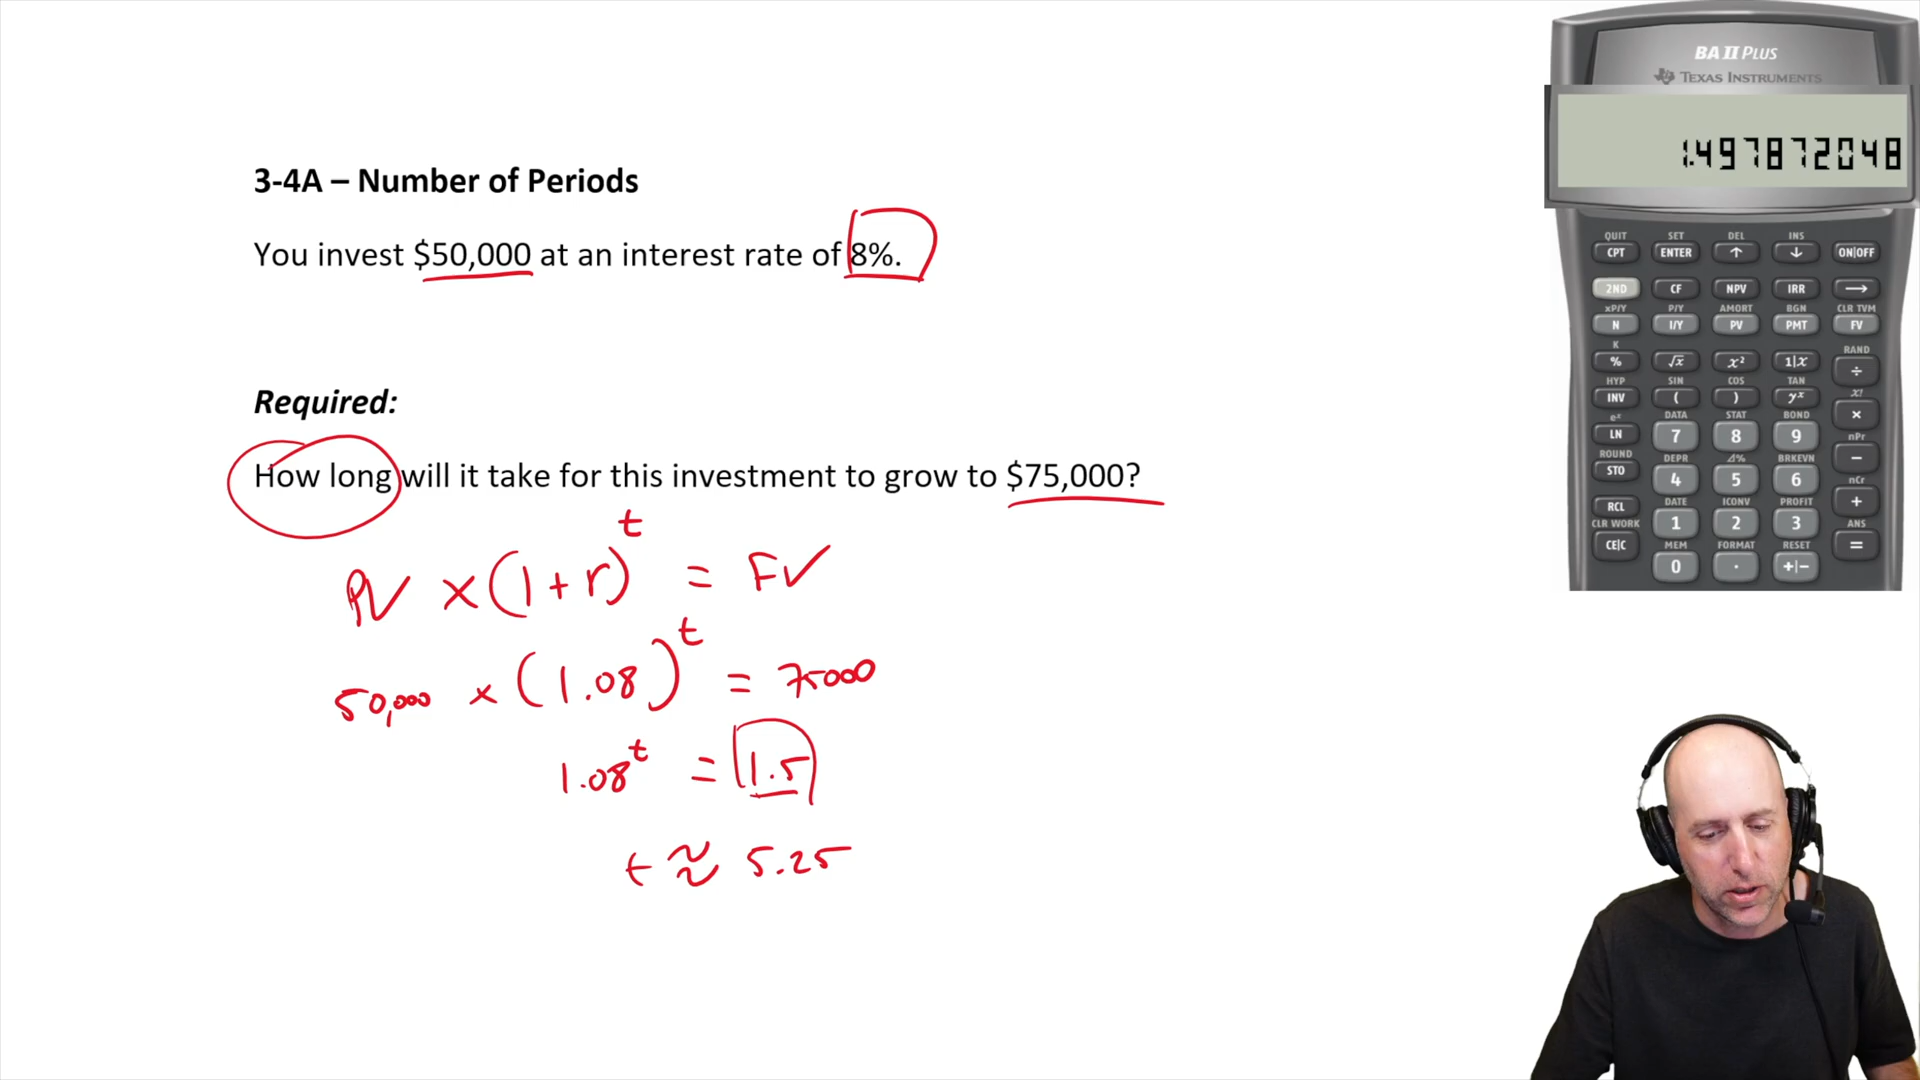 3-4A – Number of Periods
You invest $50,000 at an interest rate of 8%.
Required:
How long will it take for this investment to grow to $75,000?
PV × (1 + r)^t = FV
50,000 × (1.08)^t = 75000
1.08^t = 1.5
t ≈ 5.25
BA II PLUS
TEXAS INSTRUMENTS
1.497872048
QUIT SET DEL INS
CPT ENTER ↑ ↓ ON|OFF
2ND CF NPV IRR →
xP/Y P/Y AMORT BGN CLR TVM
N I/Y PV PMT FV
K RAND
% √x x² 1|x ÷
HYP SIN COS TAN x!
INV ( ) yˣ ×
eˣ DATA STAT BOND nPr
LN 7 8 9 −
ROUND DEPR Δ% BRKEVN nCr
STO 4 5 6 +
DATE ICONV PROFIT
RCL 1 2 3
CLR WORK MEM FORMAT RESET ANS
CE|C 0 . +|− =